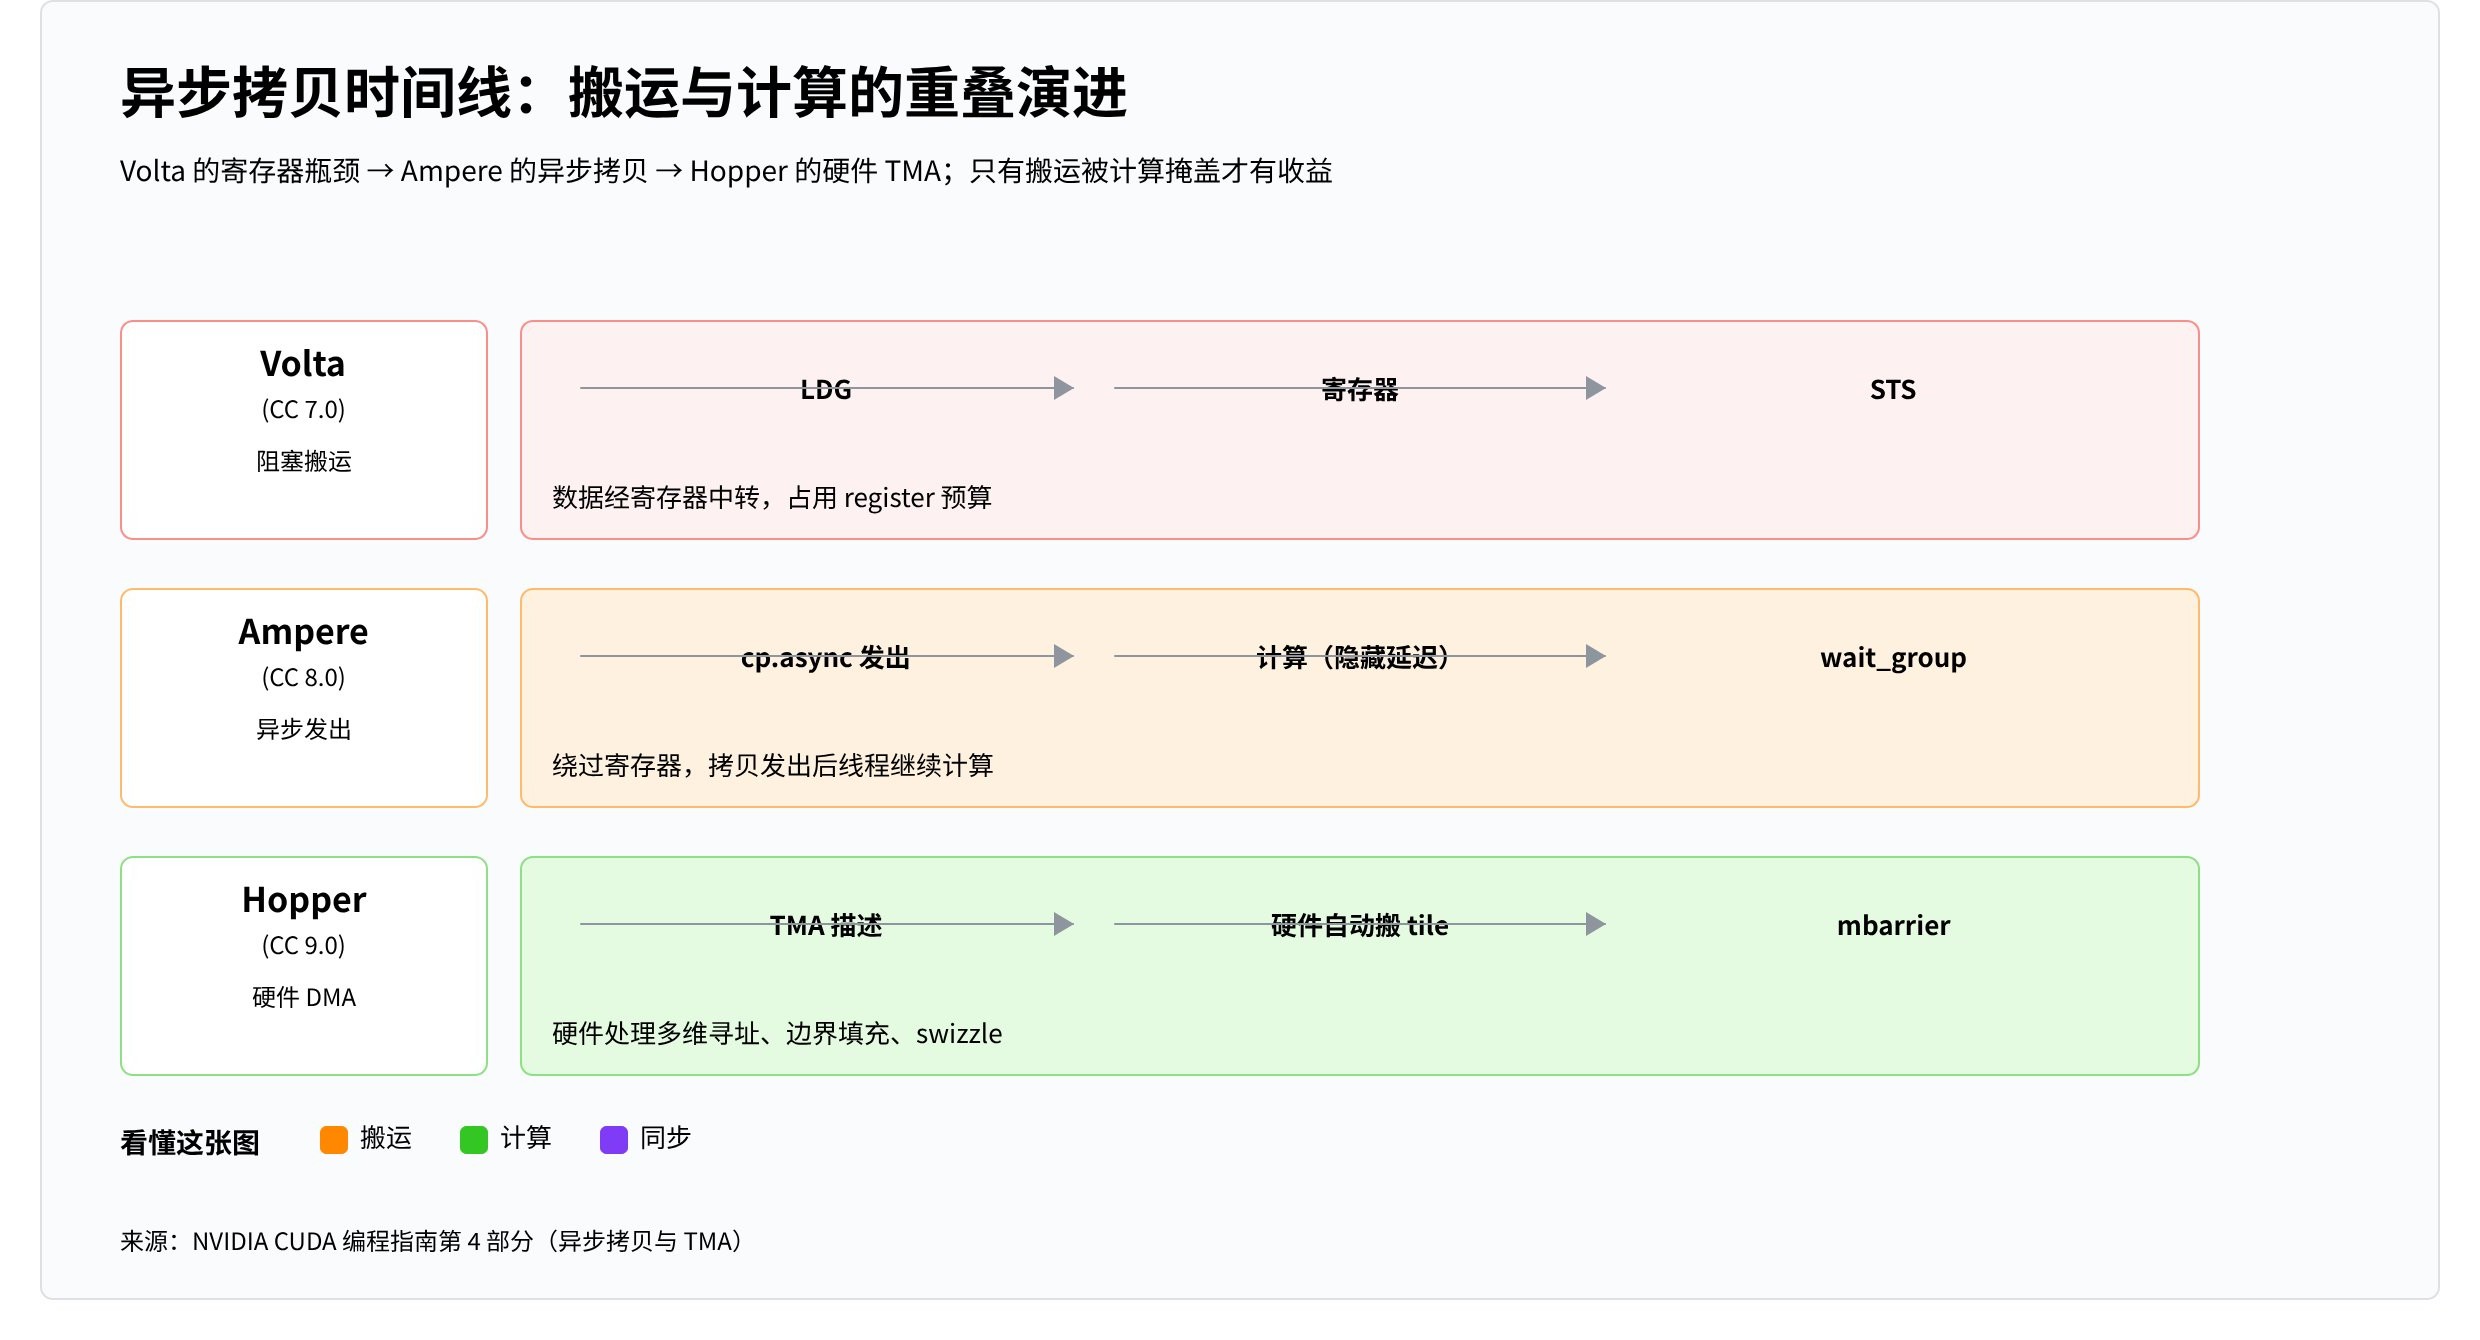 异步拷贝时间线：搬运与计算的重叠演进
Volta 的寄存器瓶颈 → Ampere 的异步拷贝 → Hopper 的硬件 TMA；只有搬运被计算掩盖才有收益
Volta
(CC 7.0)
阻塞搬运
LDG
寄存器
STS
数据经寄存器中转，占用 register 预算
Ampere
(CC 8.0)
异步发出
cp.async 发出
计算（隐藏延迟）
wait_group
绕过寄存器，拷贝发出后线程继续计算
Hopper
(CC 9.0)
硬件 DMA
TMA 描述
硬件自动搬 tile
mbarrier
硬件处理多维寻址、边界填充、swizzle
看懂这张图
搬运
计算
同步
来源：NVIDIA CUDA 编程指南第 4 部分（异步拷贝与 TMA）